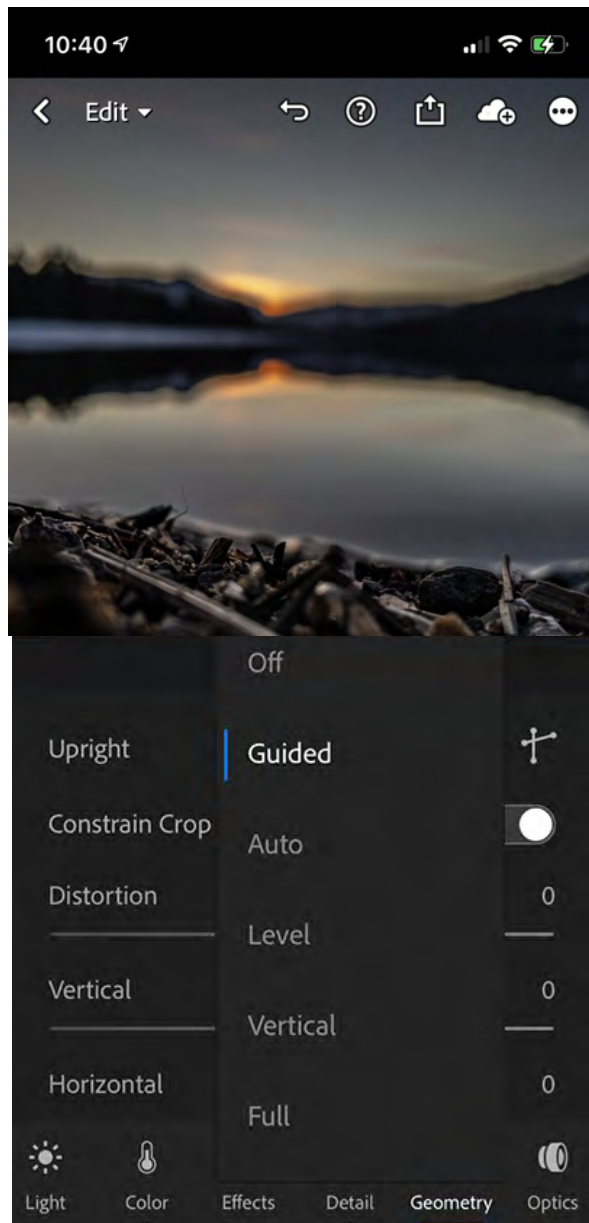 10:40
Edit
Off
Upright
Guided
Constrain Crop
Auto
Distortion
0
Level
Vertical
0
Vertical
Horizontal
0
Full
Light
Color
Effects
Detail
Geometry
Optics